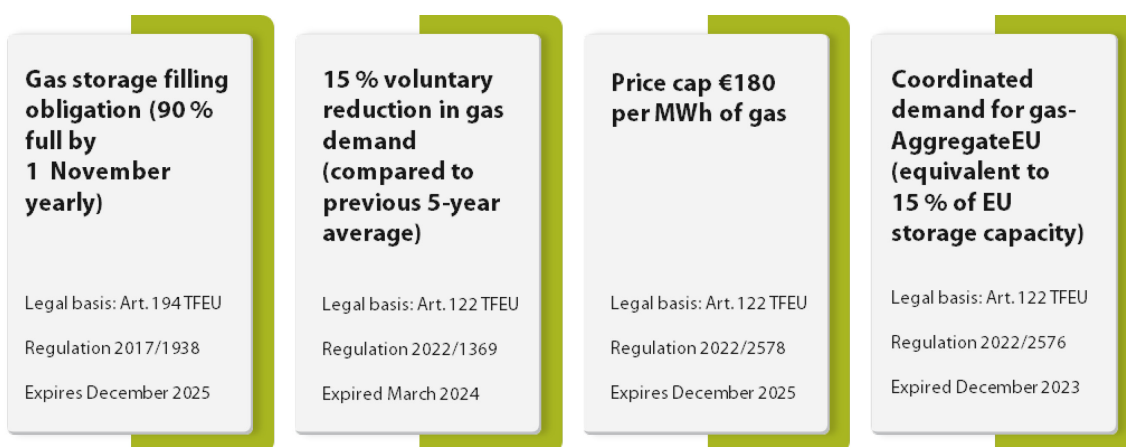 Gas storage filling
obligation (90 %
full by
1 November
yearly)
Legal basis: Art. 194 TFEU
Regulation 2017/1938
Expires December 2025
15 % voluntary
reduction in gas
demand
(compared to
previous 5-year
average)
Legal basis: Art. 122 TFEU
Regulation 2022/1369
Expired March 2024
Price cap €180
per MWh of gas
Legal basis: Art. 122 TFEU
Regulation 2022/2578
Expires December 2025
Coordinated
demand for gas-
AggregateEU
(equivalent to
15 % of EU
storage capacity)
Legal basis: Art. 122 TFEU
Regulation 2022/2576
Expired December 2023